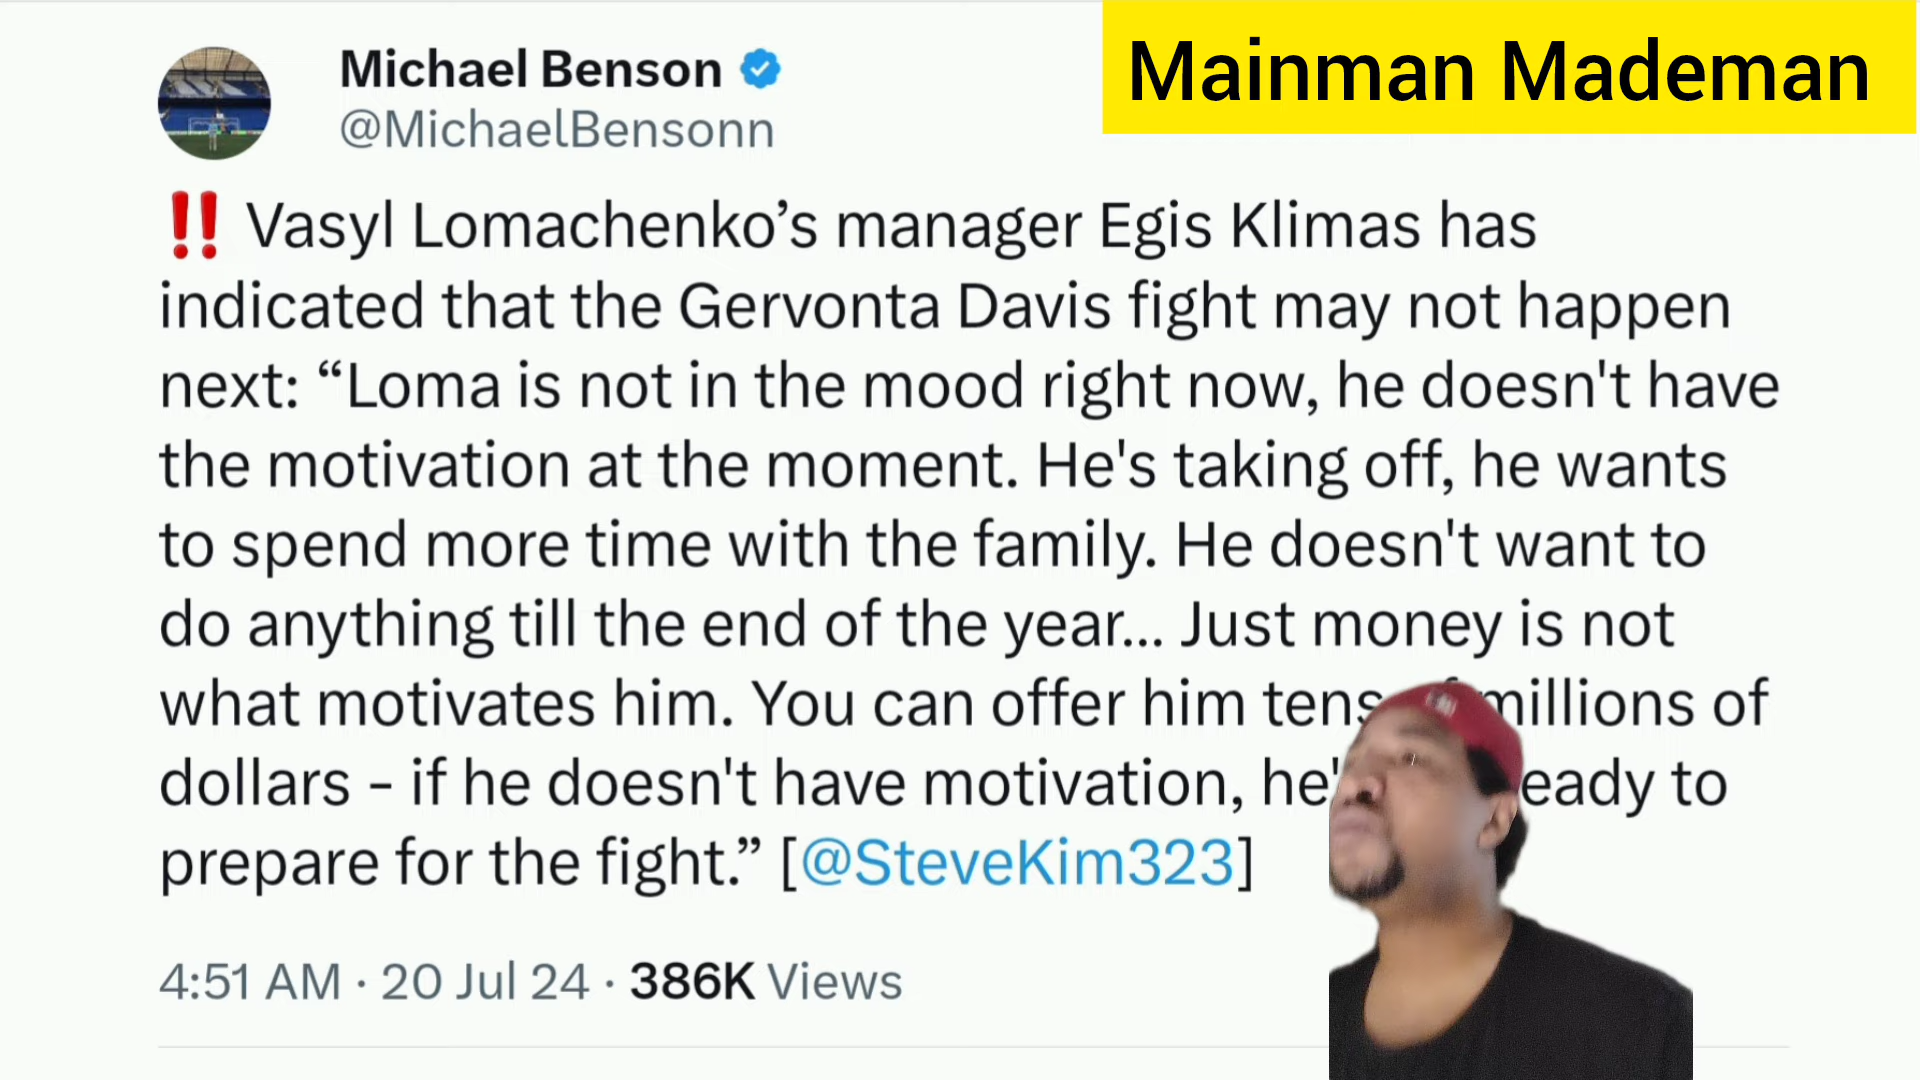 Michael Benson
@MichaelBensonn
Mainman Mademan
‼️ Vasyl Lomachenko’s manager Egis Klimas has
indicated that the Gervonta Davis fight may not happen
next: “Loma is not in the mood right now, he doesn't have
the motivation at the moment. He's taking off, he wants
to spend more time with the family. He doesn't want to
do anything till the end of the year... Just money is not
what motivates him. You can offer him tens millions of
dollars – if he doesn't have motivation, he' eady to
prepare for the fight.” [@SteveKim323]
4:51 AM · 20 Jul 24 · 386K Views